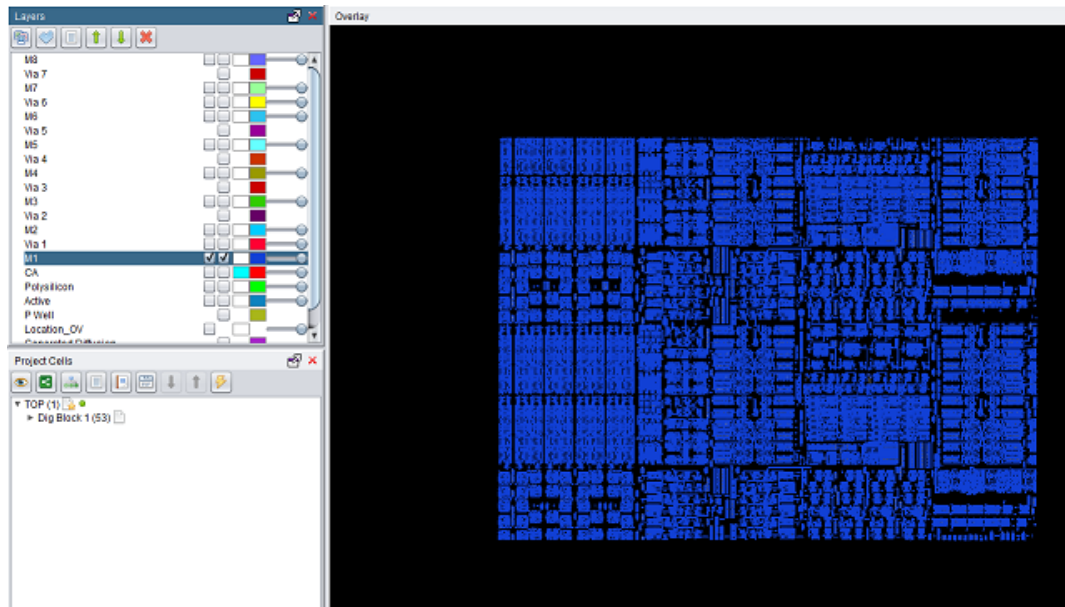 Layers
M8
Via 7
M7
Via 6
M6
Via 5
M5
Via 4
M4
Via 3
M3
Via 2
M2
Via 1
M1
CA
Polysilicon
Active
P Well
Location_OV
Project Cells
TOP (1)
Dig Block 1 (53)
Overlay